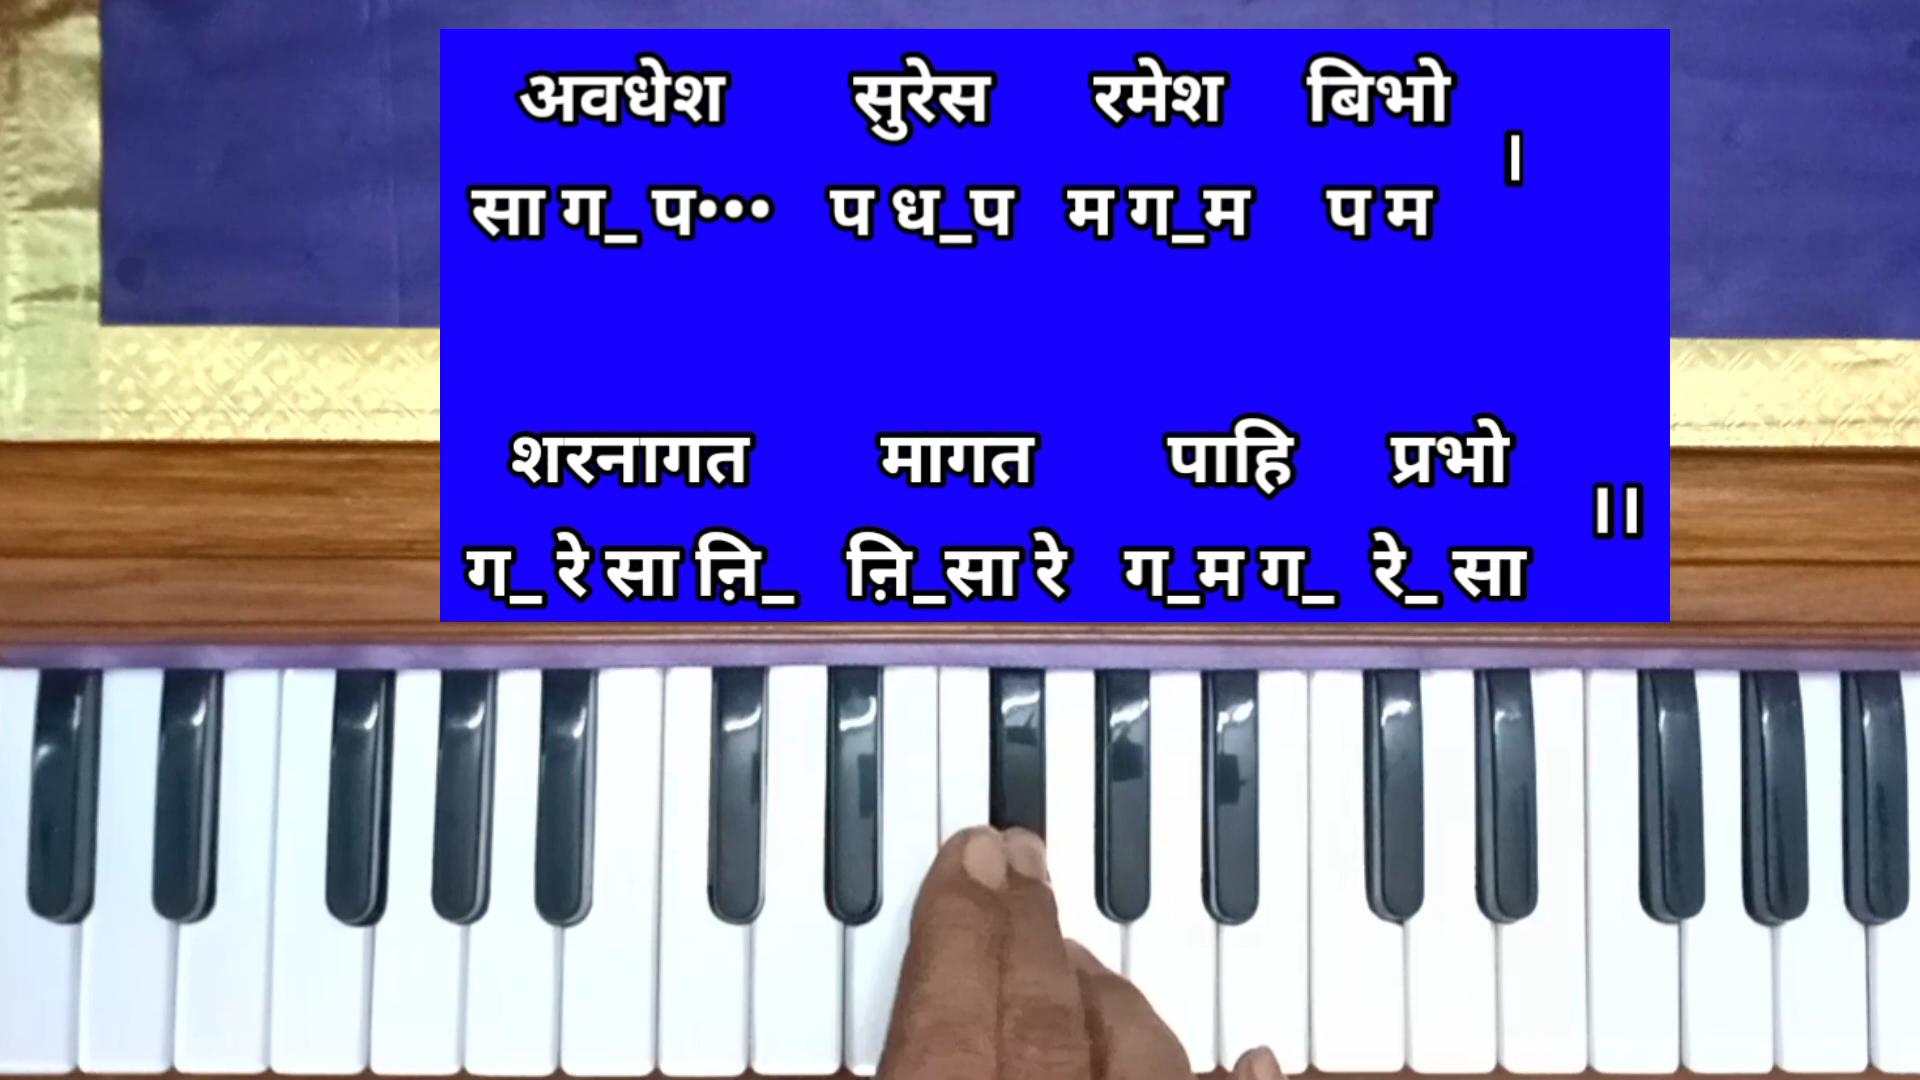 अवधेश सुरेस रमेश बिभो
सा ग_ प••• प ध_प म ग_म प म ।
शरनागत मागत पाहि प्रभो
ग_ रे सा ऩि_ ऩि_सा रे ग_म ग_ रे_ सा ।।